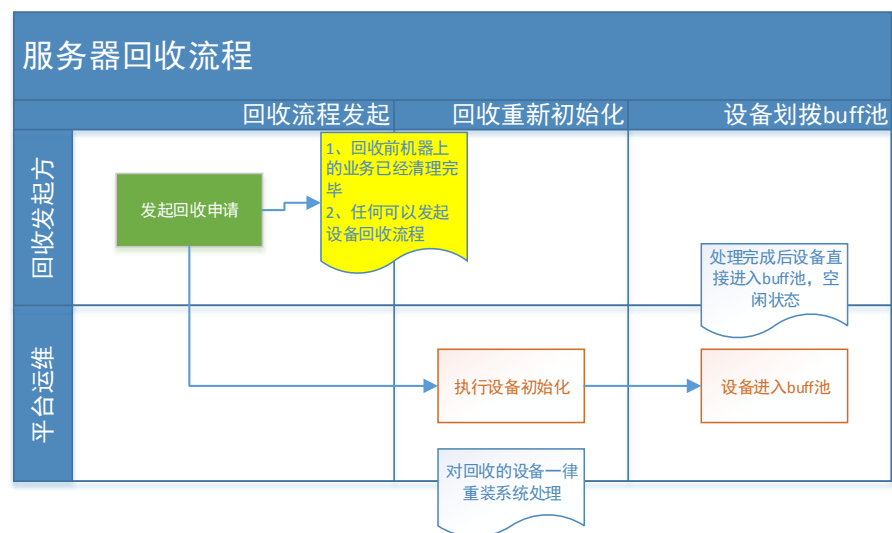 服务器回收流程
回收流程发起
回收重新初始化
设备划拨buff池
回收发起方
发起回收申请
1、回收前机器上
的业务已经清理完
毕
2、任何可以发起
设备回收流程
处理完成后设备直
接进入buff池，空
闲状态
平台运维
执行设备初始化
设备进入buff池
对回收的设备一律
重装系统处理